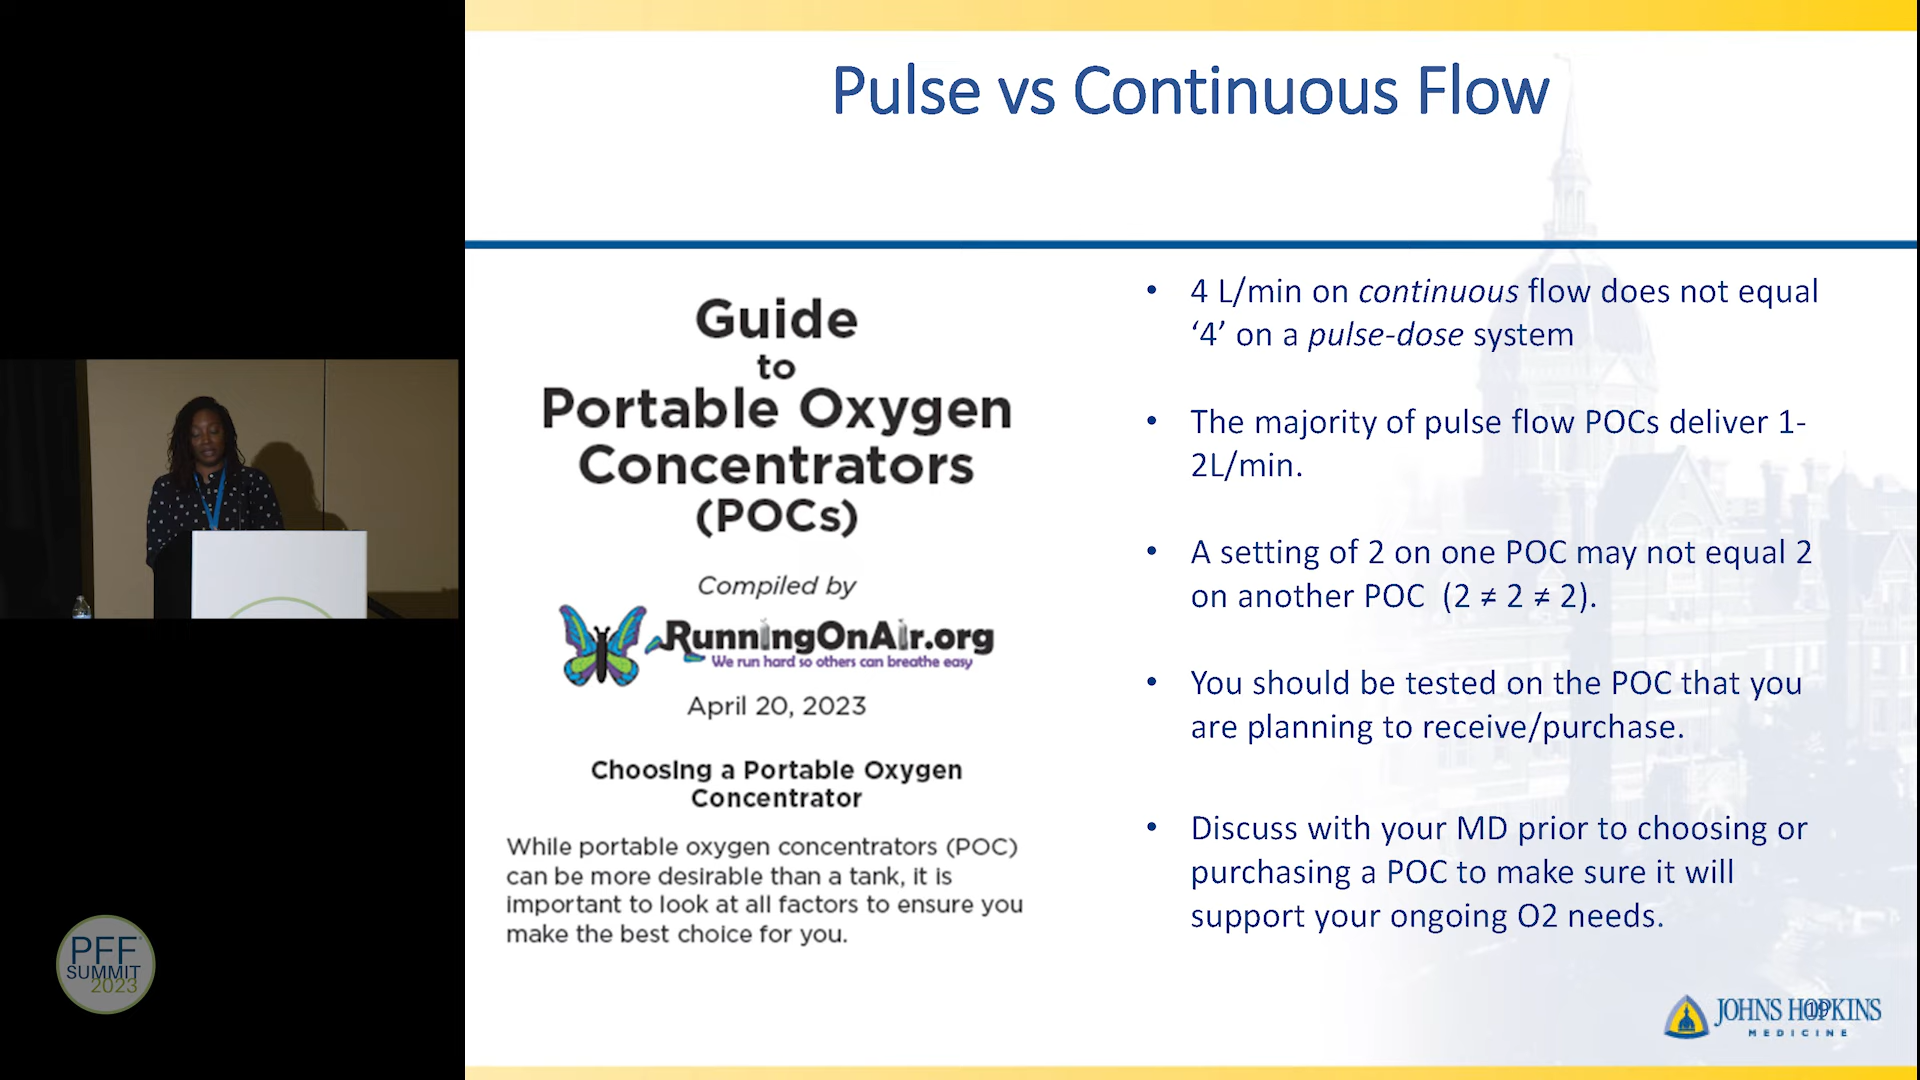 Pulse vs Continuous Flow
Guide
to
Portable Oxygen
Concentrators
(POCs)
Compiled by
RunningOnAir.org
We run hard so others can breathe easy
April 20, 2023
Choosing a Portable Oxygen
Concentrator
While portable oxygen concentrators (POC)
can be more desirable than a tank, it is
important to look at all factors to ensure you
make the best choice for you.
• 4 L/min on continuous flow does not equal
‘4’ on a pulse-dose system
• The majority of pulse flow POCs deliver 1-
2L/min.
• A setting of 2 on one POC may not equal 2
on another POC (2 ≠ 2 ≠ 2).
• You should be tested on the POC that you
are planning to receive/purchase.
• Discuss with your MD prior to choosing or
purchasing a POC to make sure it will
support your ongoing O2 needs.
PFF
SUMMIT
2023
JOHNS HOPKINS
MEDICINE
19